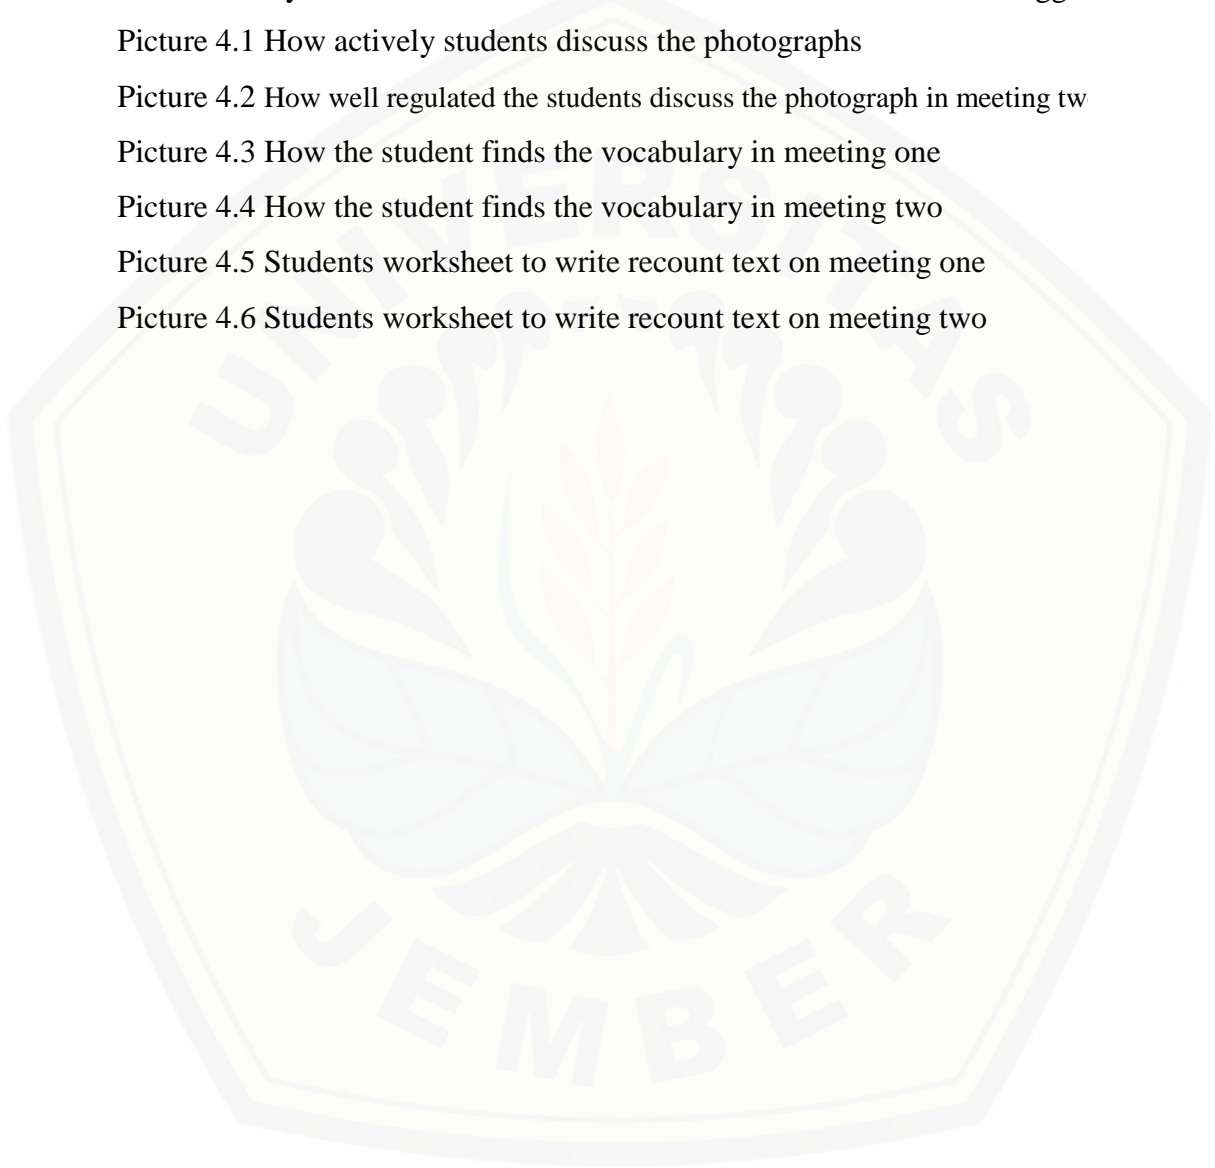 Picture 4.1 How actively students discuss the photographs
Picture 4.2 How well regulated the students discuss the photograph in meeting tw
Picture 4.3 How the student finds the vocabulary in meeting one
Picture 4.4 How the student finds the vocabulary in meeting two
Picture 4.5 Students worksheet to write recount text on meeting one
Picture 4.6 Students worksheet to write recount text on meeting two
UNIVERSITAS
JEMBER